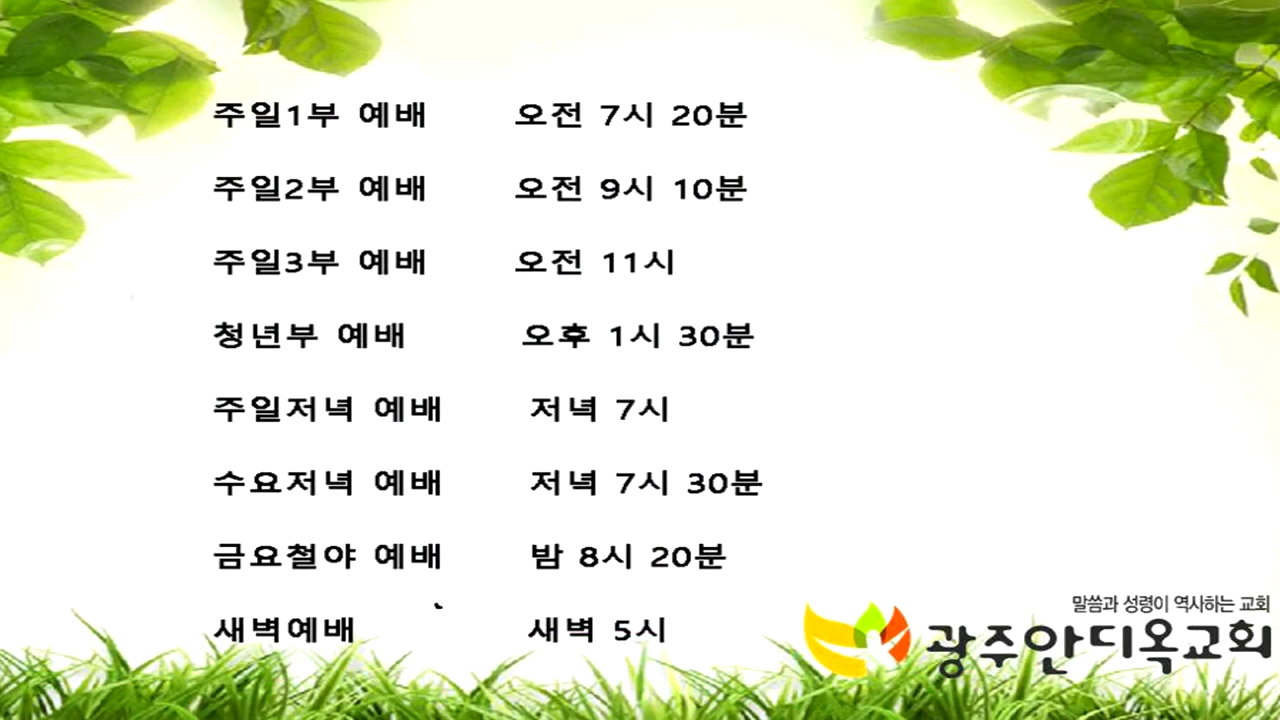 주일1부 예배 오전 7시 20분
주일2부 예배 오전 9시 10분
주일3부 예배 오전 11시
청년부 예배 오후 1시 30분
주일저녁 예배 저녁 7시
수요저녁 예배 저녁 7시 30분
금요철야 예배 밤 8시 20분
새벽예배 새벽 5시
말씀과 성령이 역사하는 교회
광주안디옥교회